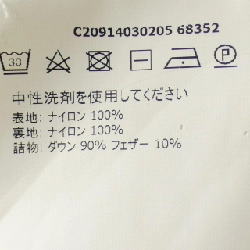 C20914030205 68352
30
中性洗剤を使用してください
表地: ナイロン 100%
裏地: ナイロン 100%
詰物: ダウン 90% フェザー 10%